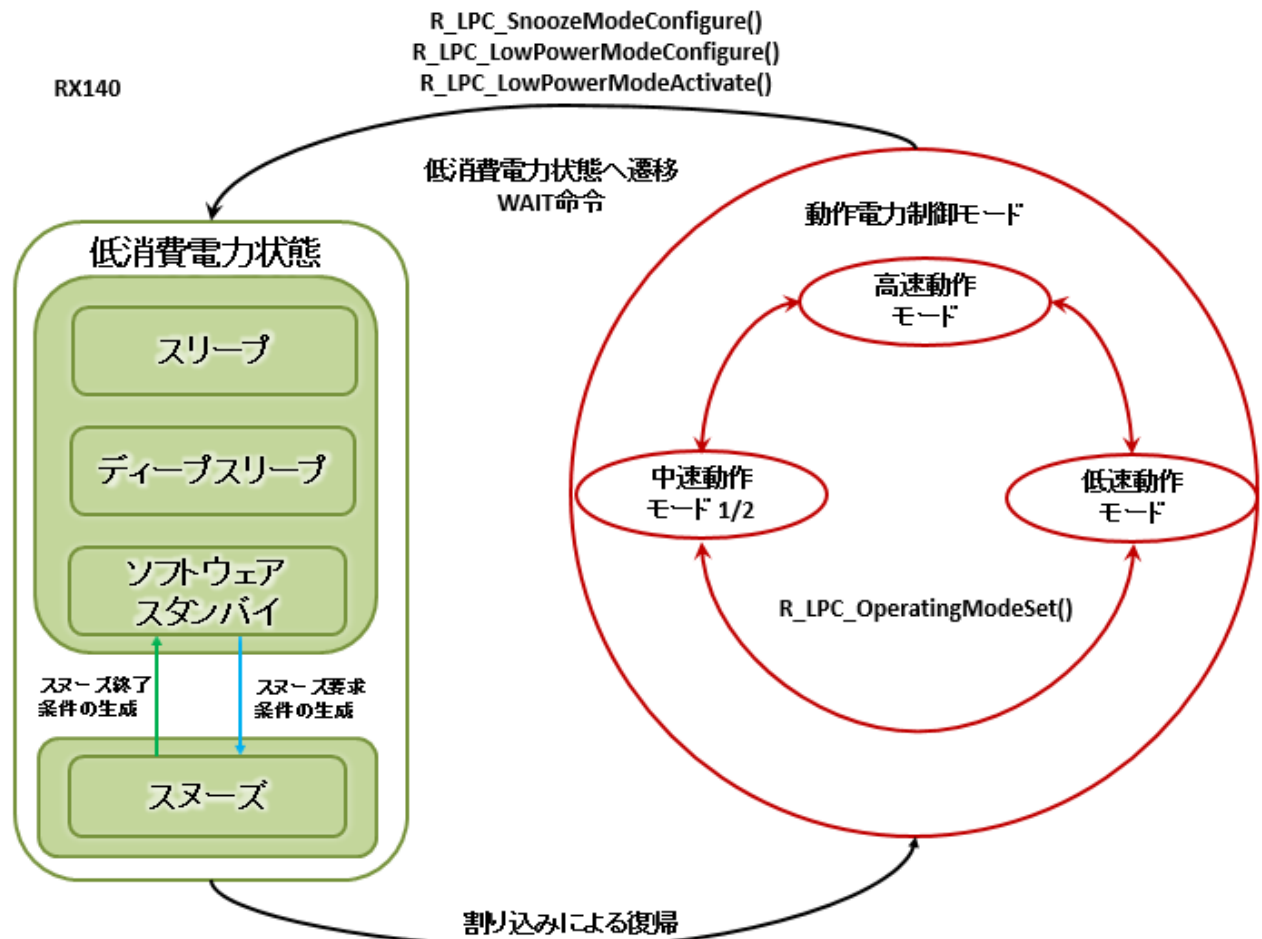 R_LPC_SnoozeModeConfigure()
R_LPC_LowPowerModeConfigure()
R_LPC_LowPowerModeActivate()
RX140
低消費電力状態へ遷移
WAIT命令
動作電力制御モード
低消費電力状態
高速動作
モード
スリープ
ディープスリープ
中速動作
モード 1/2
低速動作
モード
ソフトウェア
スタンバイ
R_LPC_OperatingModeSet()
スヌーズ終了
条件の生成
スヌーズ要求
条件の生成
スヌーズ
割り込みによる復帰